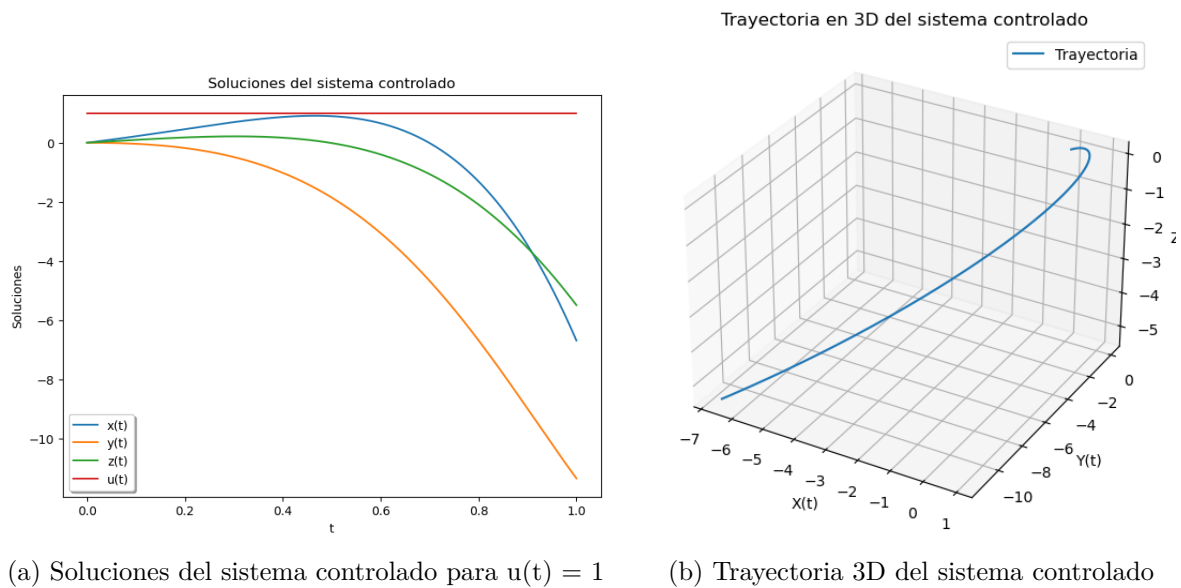 Soluciones del sistema controlado
Soluciones
0
−2
−4
−6
−8
−10
x(t)
y(t)
z(t)
u(t)
0.0 0.2 0.4 0.6 0.8 1.0
t
(a) Soluciones del sistema controlado para u(t) = 1
Trayectoria en 3D del sistema controlado
Trayectoria
0
−1
−2
−3
−4
−5
Z
0
−2
−4
−6
−8
−10
Y(t)
−7 −6 −5 −4 −3 −2 −1 0 1
X(t)
(b) Trayectoria 3D del sistema controlado